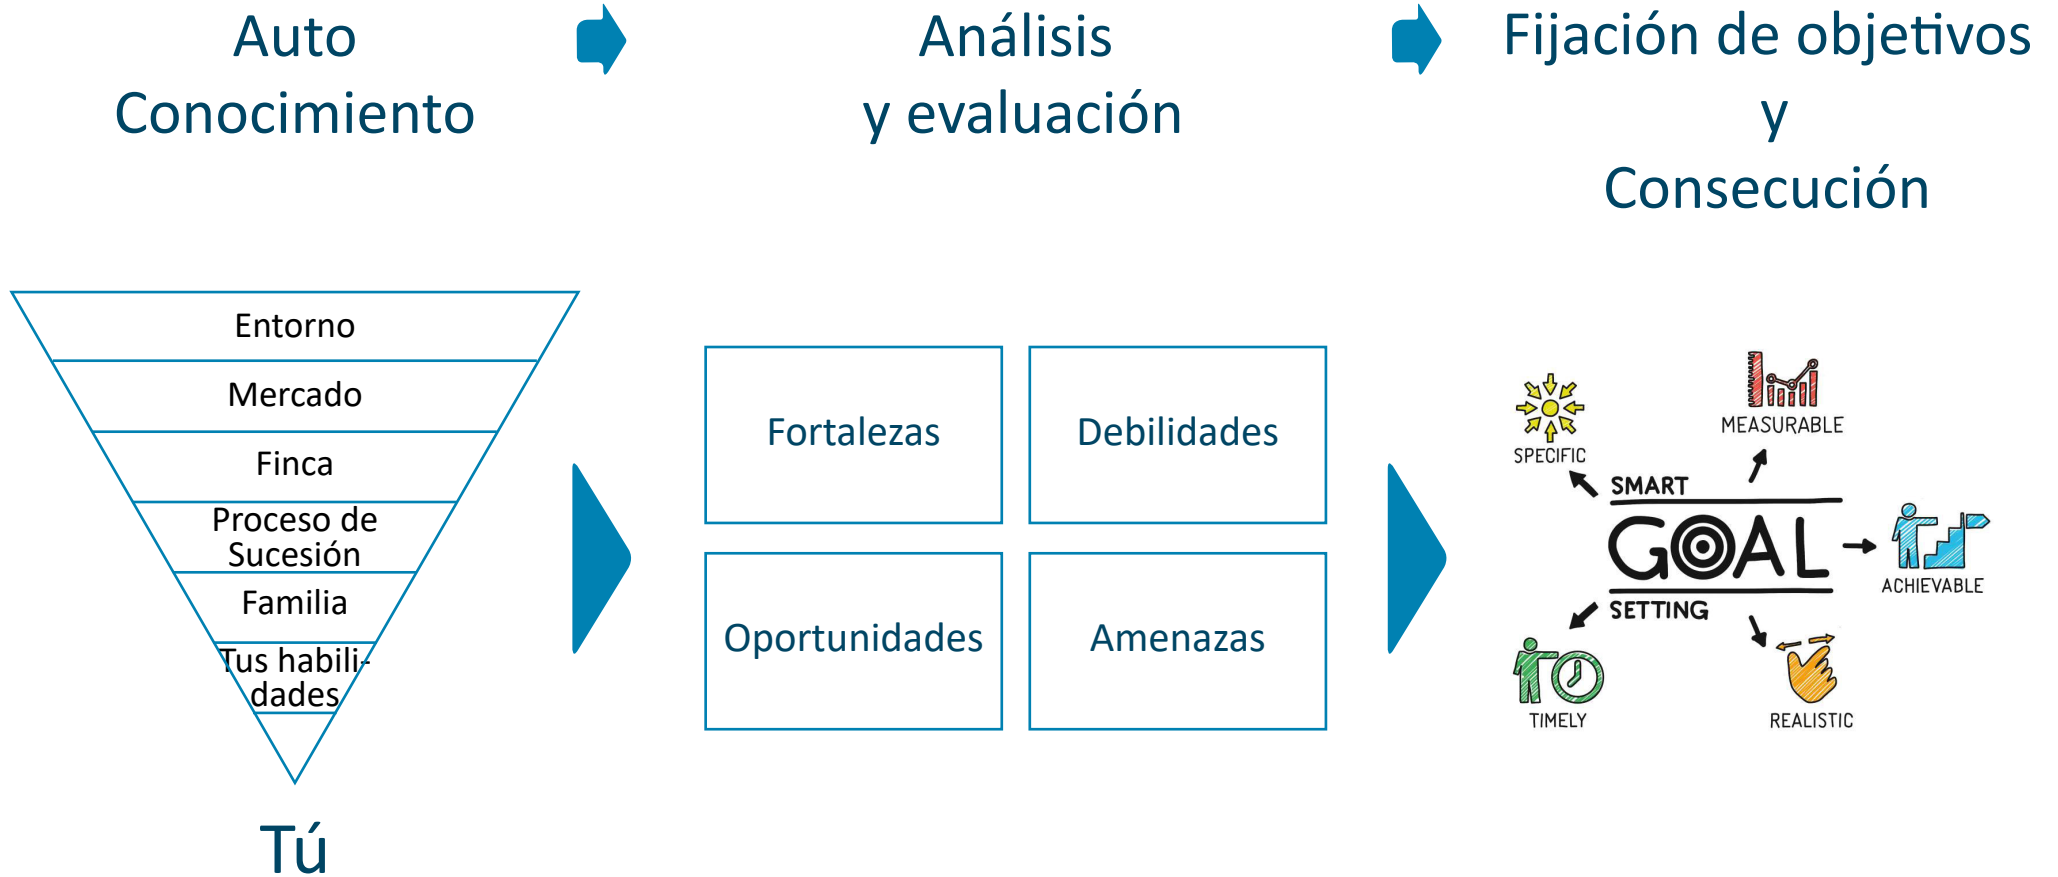 Auto
Conocimiento
Análisis
y evaluación
Fijación de objetivos
y
Consecución
Entorno
Mercado
Finca
Proceso de
Sucesión
Familia
Tus habili-
dades
Tú
Fortalezas
Debilidades
Oportunidades
Amenazas
SPECIFIC
MEASURABLE
SMART
GOAL
SETTING
ACHIEVABLE
TIMELY
REALISTIC